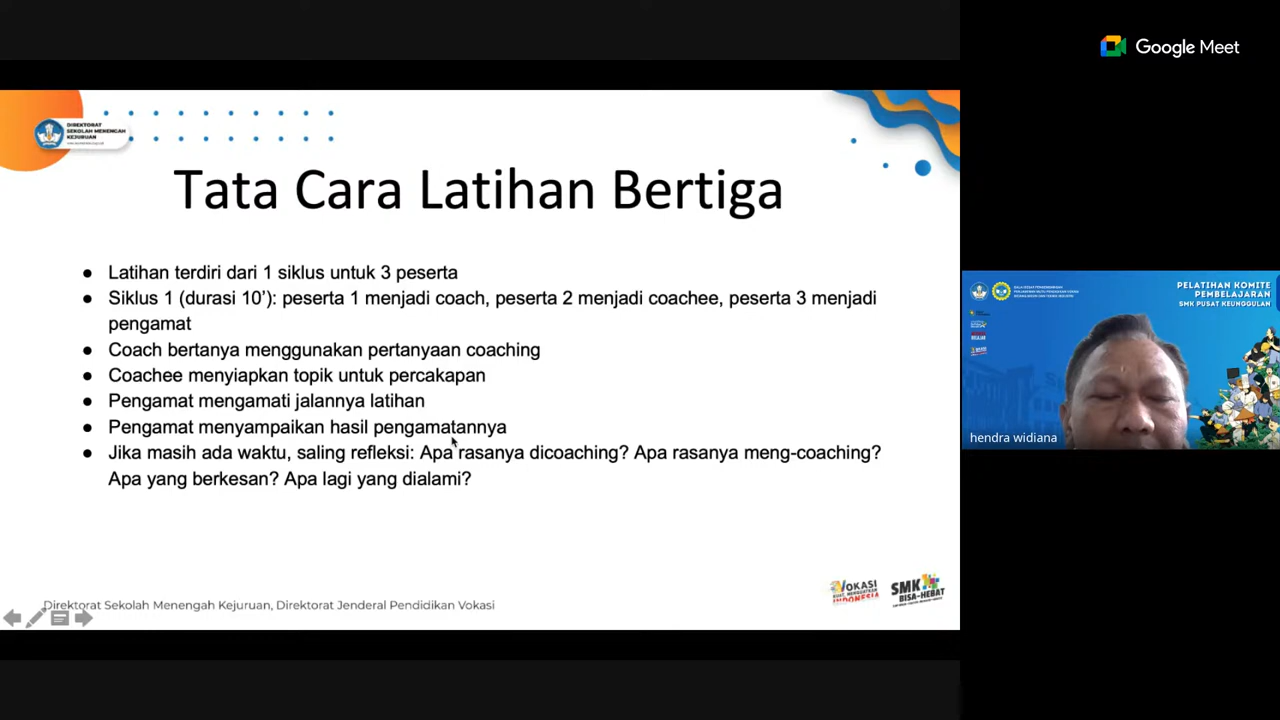 Google Meet
DIREKTORAT
SEKOLAH MENENGAH
KEJURUAN
Tata Cara Latihan Bertiga
● Latihan terdiri dari 1 siklus untuk 3 peserta
● Siklus 1 (durasi 10’): peserta 1 menjadi coach, peserta 2 menjadi coachee, peserta 3 menjadi
pengamat
● Coach bertanya menggunakan pertanyaan coaching
● Coachee menyiapkan topik untuk percakapan
● Pengamat mengamati jalannya latihan
● Pengamat menyampaikan hasil pengamatannya
● Jika masih ada waktu, saling refleksi: Apa rasanya dicoaching? Apa rasanya meng-coaching?
Apa yang berkesan? Apa lagi yang dialami?
Direktorat Sekolah Menengah Kejuruan, Direktorat Jenderal Pendidikan Vokasi
VOKASI
INDONESIA
SMK
BISA-HEBAT
PELATIHAN KOMITE
PEMBELAJARAN
SMK PUSAT KEUNGGULAN
hendra widiana